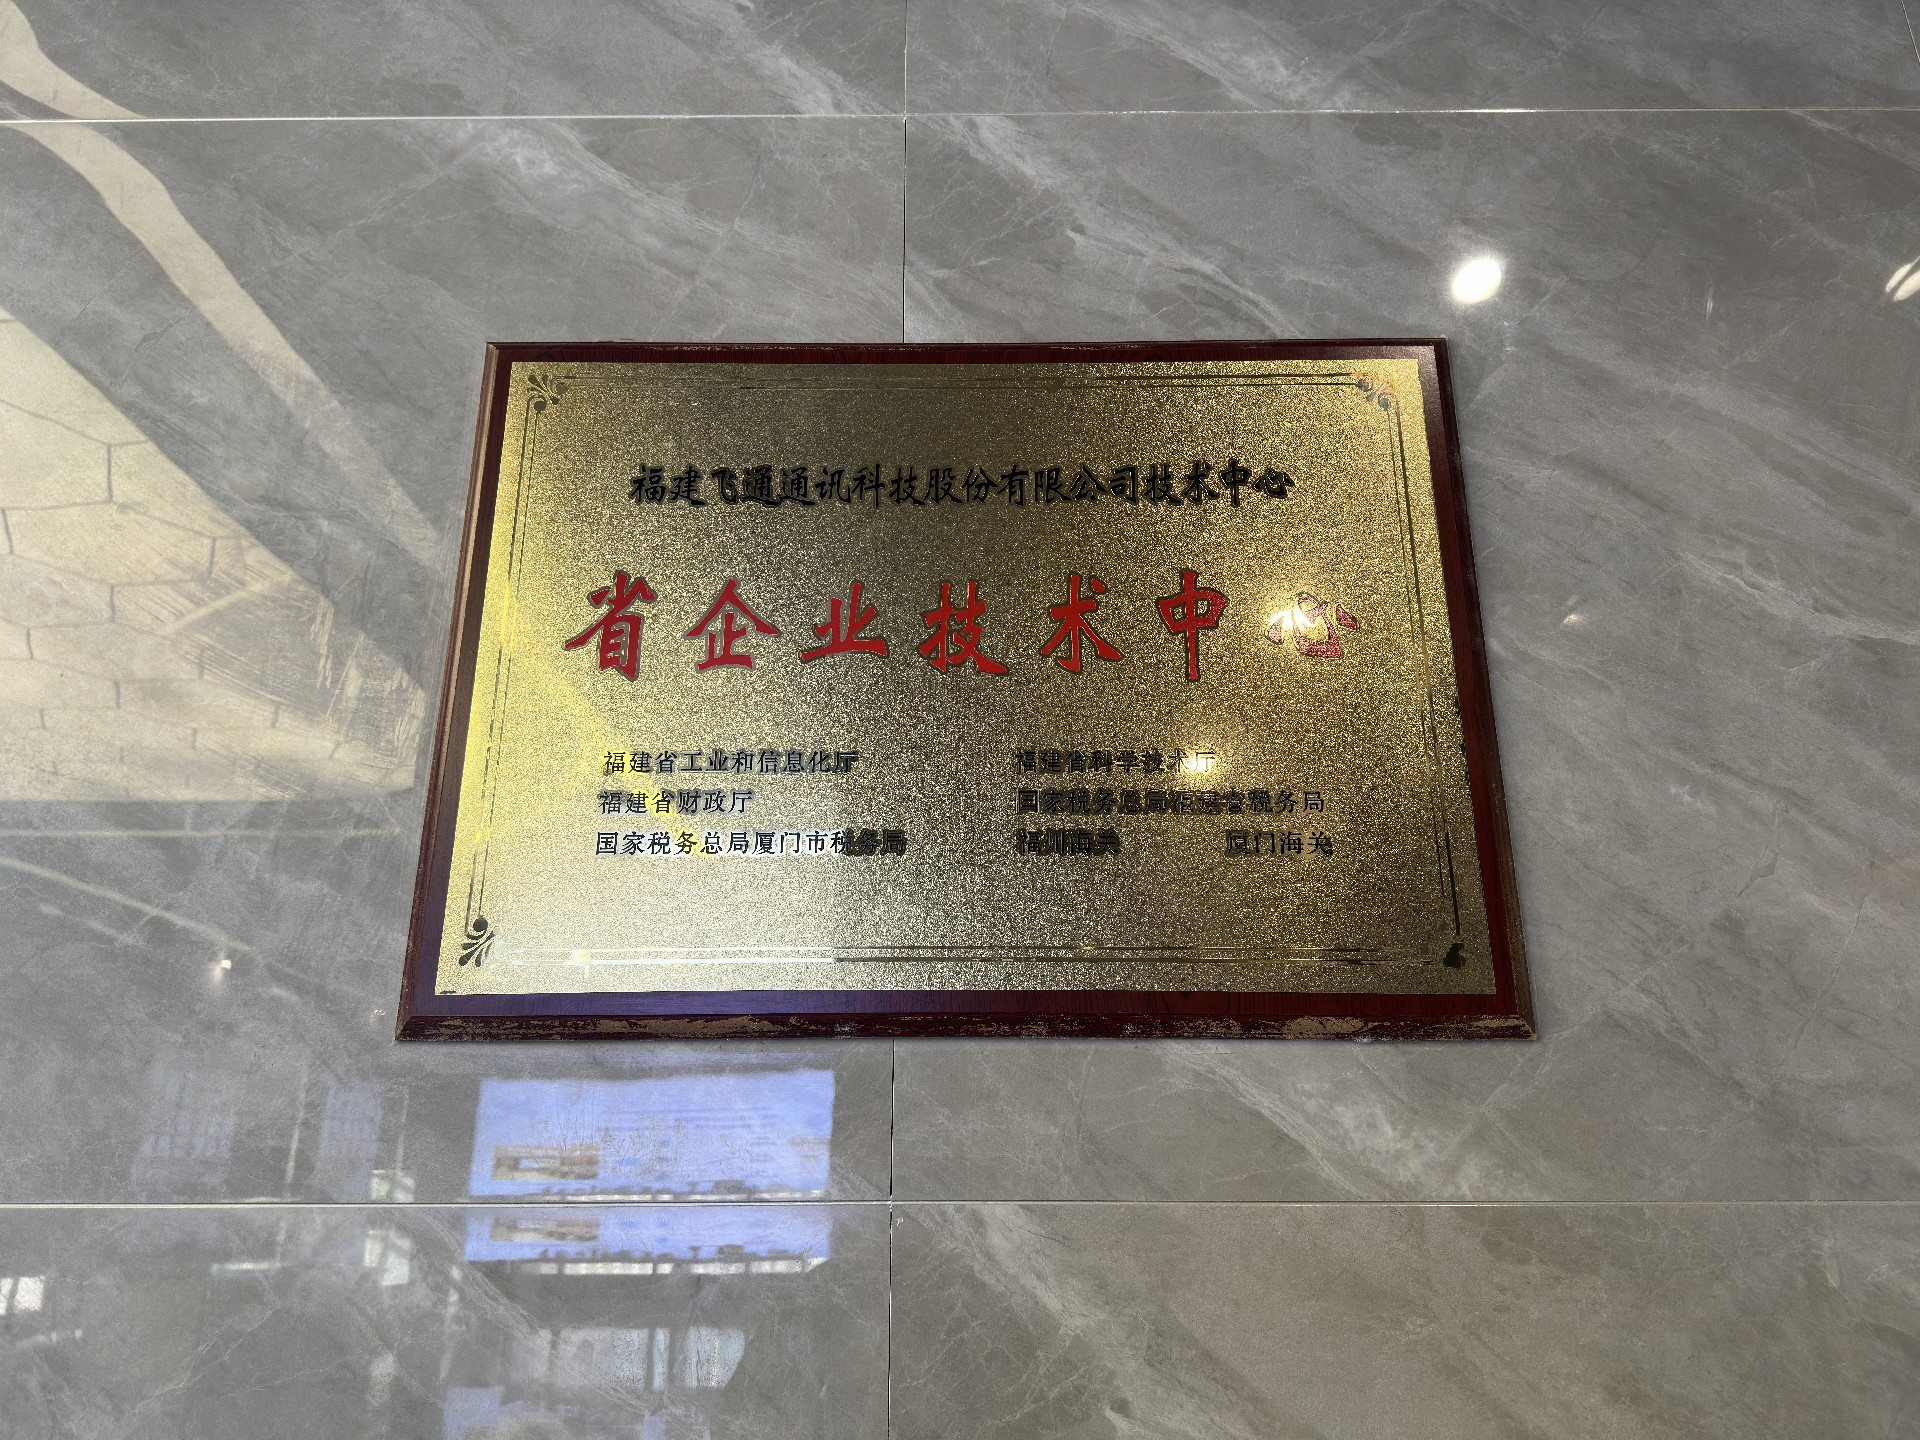 福建飞通通讯科技股份有限公司技术中心
省企业技术中心
福建省工业和信息化厅 福建省科学技术厅
福建省财政厅 国家税务总局福建省税务局
国家税务总局厦门市税务局 福州海关 厦门海关